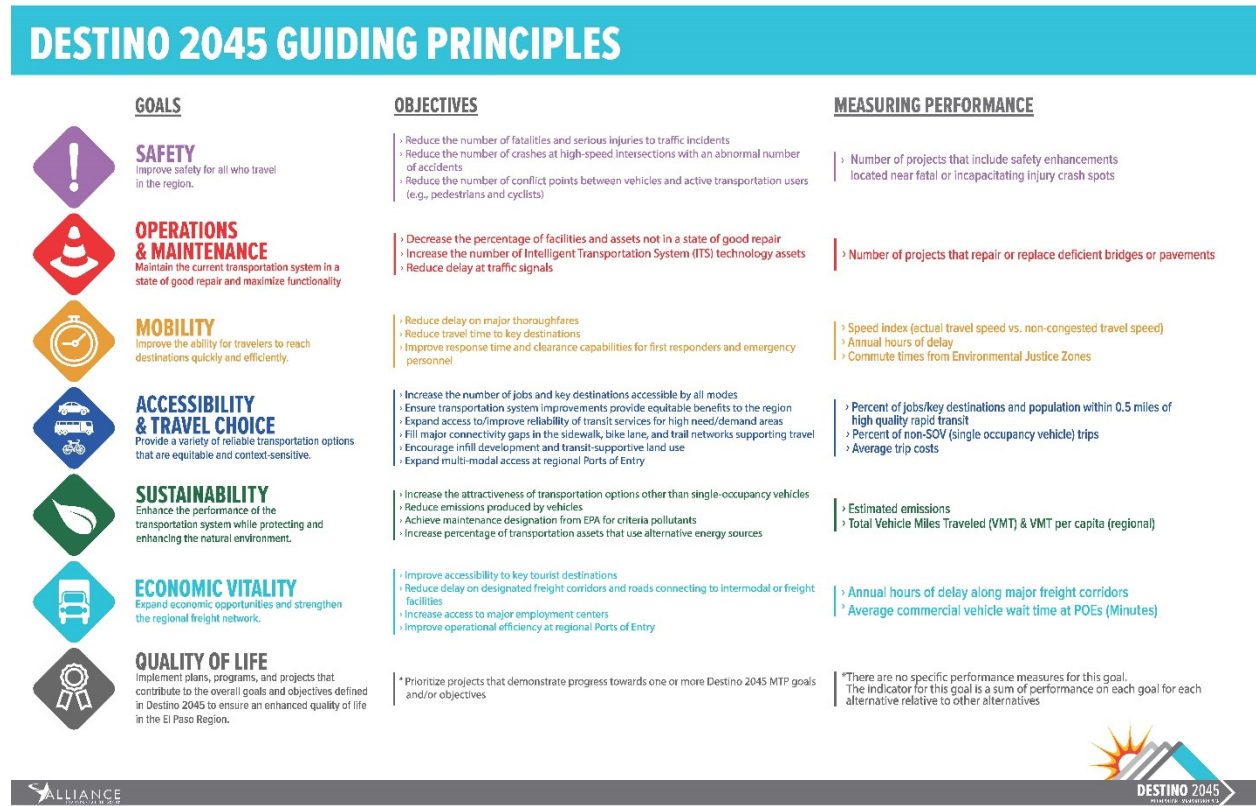 DESTINO 2045 GUIDING PRINCIPLES
GOALS
OBJECTIVES
MEASURING PERFORMANCE
SAFETY
Improve safety for all who travel
in the region.
› Reduce the number of fatalities and serious injuries to traffic incidents
› Reduce the number of crashes at high-speed intersections with an abnormal number
of accidents
› Reduce the number of conflict points between vehicles and active transportation users
(e.g., pedestrians and cyclists)
› Number of projects that include safety enhancements
located near fatal or incapacitating injury crash spots
OPERATIONS
& MAINTENANCE
Maintain the current transportation system in a
state of good repair and maximize functionality
› Decrease the percentage of facilities and assets not in a state of good repair
› Increase the number of Intelligent Transportation System (ITS) technology assets
› Reduce delay at traffic signals
› Number of projects that repair or replace deficient bridges or pavements
MOBILITY
Improve the ability for travelers to reach
destinations quickly and efficiently.
› Reduce delay on major thoroughfares
› Reduce travel time to key destinations
› Improve response time and clearance capabilities for first responders and emergency
personnel
› Speed index (actual travel speed vs. non-congested travel speed)
› Annual hours of delay
› Commute times from Environmental Justice Zones
ACCESSIBILITY
& TRAVEL CHOICE
Provide a variety of reliable transportation options
that are equitable and context-sensitive.
› Increase the number of jobs and key destinations accessible by all modes
› Ensure transportation system improvements provide equitable benefits to the region
› Expand access to/improve reliability of transit services for high need/demand areas
› Fill major connectivity gaps in the sidewalk, bike lane, and trail networks supporting travel
› Encourage infill development and transit-supportive land use
› Expand multi-modal access at regional Ports of Entry
› Percent of jobs/key destinations and population within 0.5 miles of
high quality rapid transit
› Percent of non-SOV (single occupancy vehicle) trips
› Average trip costs
SUSTAINABILITY
Enhance the performance of the
transportation system while protecting and
enhancing the natural environment.
› Increase the attractiveness of transportation options other than single-occupancy vehicles
› Reduce emissions produced by vehicles
› Achieve maintenance designation from EPA for criteria pollutants
› Increase percentage of transportation assets that use alternative energy sources
› Estimated emissions
› Total Vehicle Miles Traveled (VMT) & VMT per capita (regional)
ECONOMIC VITALITY
Expand economic opportunities and strengthen
the regional freight network.
› Improve accessibility to key tourist destinations
› Reduce delay on designated freight corridors and roads connecting to intermodal or freight
facilities
› Increase access to major employment centers
› Improve operational efficiency at regional Ports of Entry
› Annual hours of delay along major freight corridors
› Average commercial vehicle wait time at POEs (Minutes)
QUALITY OF LIFE
Implement plans, programs, and projects that
contribute to the overall goals and objectives defined
in Destino 2045 to ensure an enhanced quality of life
in the El Paso Region.
* Prioritize projects that demonstrate progress towards one or more Destino 2045 MTP goals
and/or objectives
*There are no specific performance measures for this goal.
The indicator for this goal is a sum of performance on each goal for each
alternative relative to other alternatives
ALLIANCE
DESTINO 2045